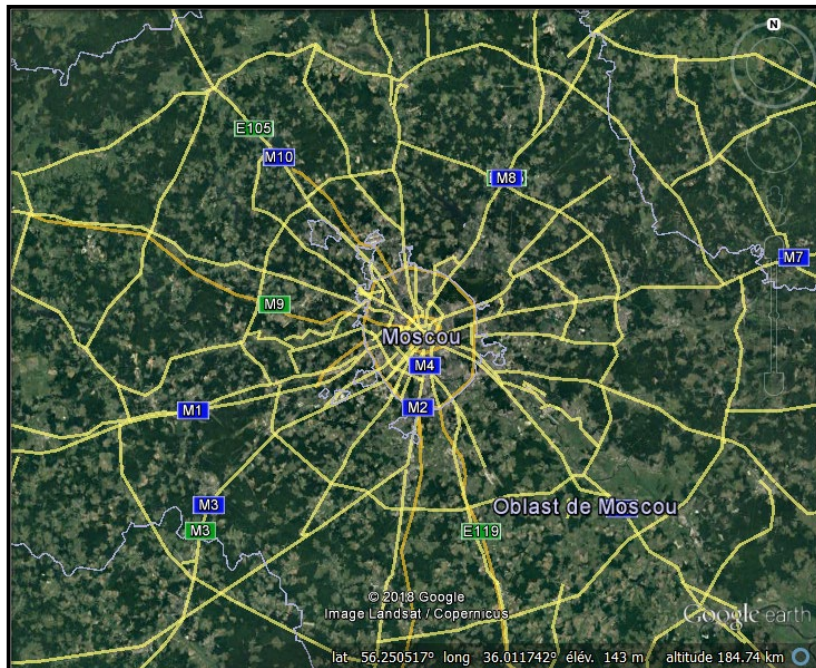 N
E105
M10
M8
M7
M9
Moscou
M4
M2
M1
M3
Oblast de Moscou
M3
E119
© 2018 Google
Image Landsat / Copernicus
Google earth
lat 56.250517° long 36.011742° élév. 143 m altitude 184.74 km